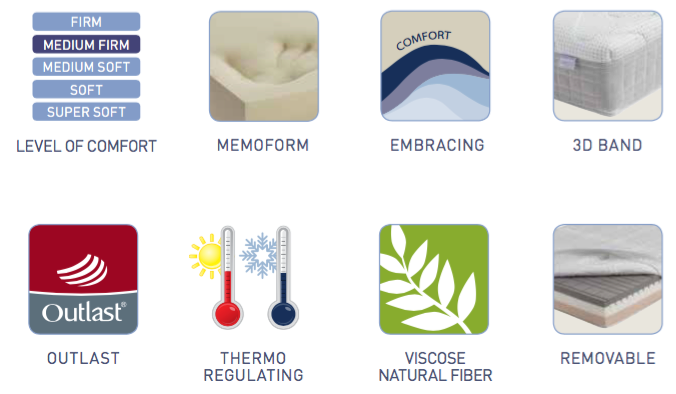 FIRM
MEDIUM FIRM
MEDIUM SOFT
SOFT
SUPER SOFT
LEVEL OF COMFORT
MEMOFORM
COMFORT
EMBRACING
3D BAND
Outlast®
OUTLAST
THERMO
REGULATING
VISCOSE
NATURAL FIBER
REMOVABLE